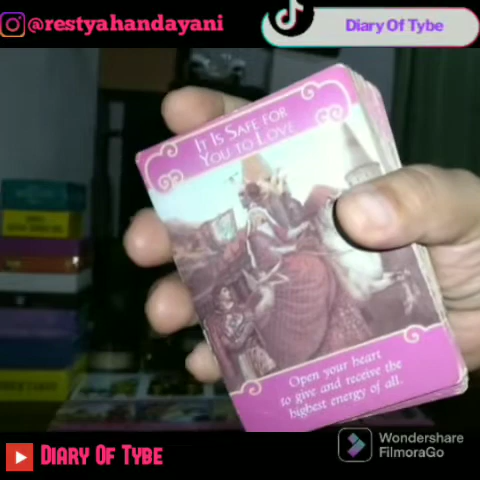 @restyahandayani
Diary Of Tybe
IT IS SAFE FOR
YOU TO LOVE
Open your heart
to give and receive the
highest energy of all.
DIARY OF TYBE
Wondershare
FilmoraGo